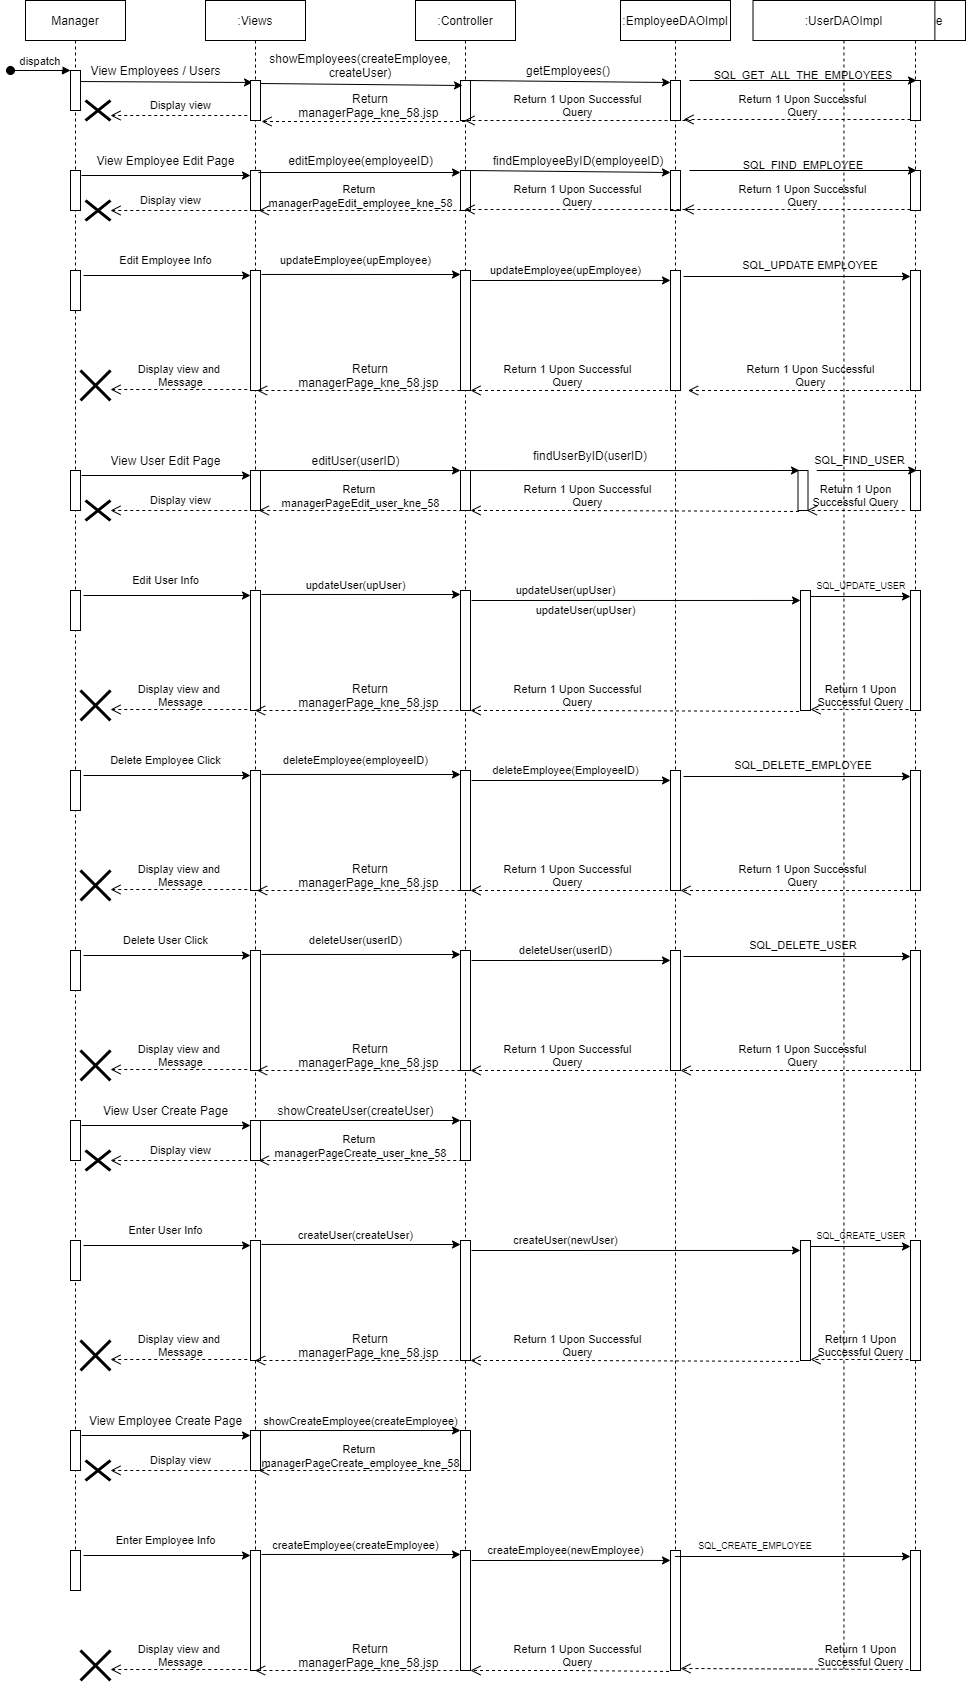 Manager
:Views
:Controller
:EmployeeDAOImpl
:UserDAOImpl
e
dispatch
View Employees / Users
showEmployees(createEmployee,
createUser)
getEmployees()
SQL_GET_ALL_THE_EMPLOYEES
Display view
Return
managerPage_kne_58.jsp
Return 1 Upon Successful
Query
Return 1 Upon Successful
Query
View Employee Edit Page
editEmployee(employeeID)
findEmployeeByID(employeeID)
SQL_FIND_EMPLOYEE
Display view
Return
managerPageEdit_employee_kne_58
Return 1 Upon Successful
Query
Return 1 Upon Successful
Query
Edit Employee Info
updateEmployee(upEmployee)
updateEmployee(upEmployee)
SQL_UPDATE EMPLOYEE
Display view and
Message
Return
managerPage_kne_58.jsp
Return 1 Upon Successful
Query
Return 1 Upon Successful
Query
View User Edit Page
editUser(userID)
findUserByID(userID)
SQL_FIND_USER
Display view
Return
managerPageEdit_user_kne_58
Return 1 Upon Successful
Query
Return 1 Upon
Successful Query
Edit User Info
updateUser(upUser)
updateUser(upUser)
updateUser(upUser)
SQL_UPDATE_USER
Display view and
Message
Return
managerPage_kne_58.jsp
Return 1 Upon Successful
Query
Return 1 Upon
Successful Query
Delete Employee Click
deleteEmployee(employeeID)
deleteEmployee(EmployeeID)
SQL_DELETE_EMPLOYEE
Display view and
Message
Return
managerPage_kne_58.jsp
Return 1 Upon Successful
Query
Return 1 Upon Successful
Query
Delete User Click
deleteUser(userID)
deleteUser(userID)
SQL_DELETE_USER
Display view and
Message
Return
managerPage_kne_58.jsp
Return 1 Upon Successful
Query
Return 1 Upon Successful
Query
View User Create Page
showCreateUser(createUser)
Display view
Return
managerPageCreate_user_kne_58
Enter User Info
createUser(createUser)
createUser(newUser)
SQL_CREATE_USER
Display view and
Message
Return
managerPage_kne_58.jsp
Return 1 Upon Successful
Query
Return 1 Upon
Successful Query
View Employee Create Page
showCreateEmployee(createEmployee)
Display view
Return
managerPageCreate_employee_kne_58
Enter Employee Info
createEmployee(createEmployee)
createEmployee(newEmployee)
SQL_CREATE_EMPLOYEE
Display view and
Message
Return
managerPage_kne_58.jsp
Return 1 Upon Successful
Query
Return 1 Upon
Successful Query